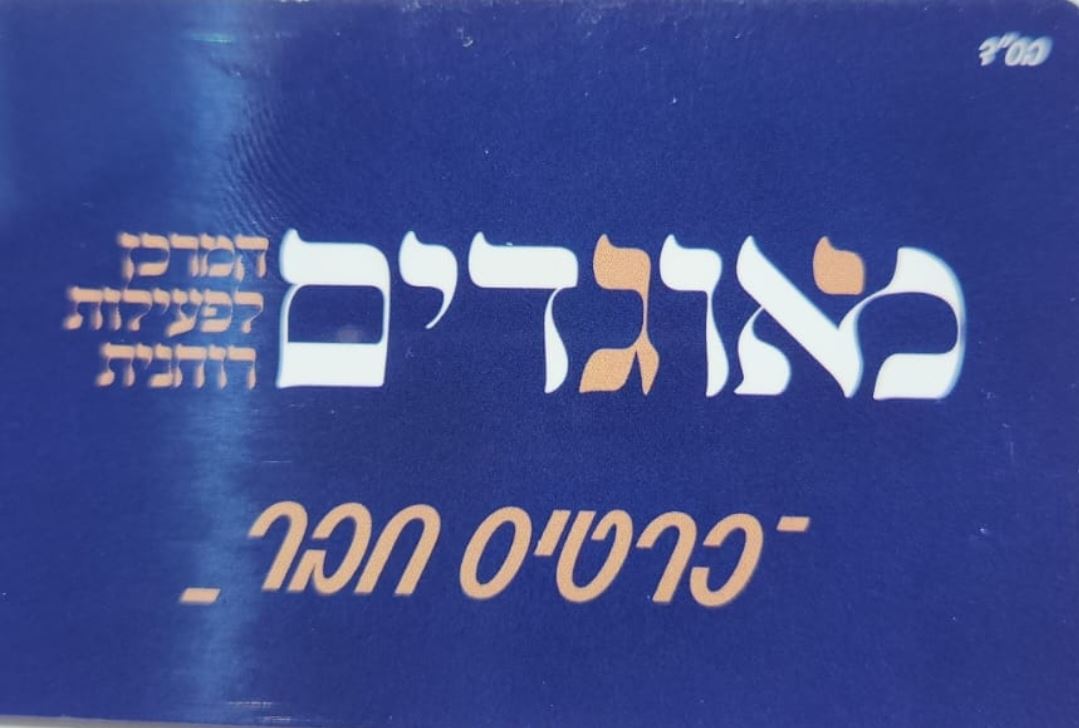 בס"ד
מאוגדים
המרכז
לפעילות
רוחנית
- כרטיס חבר -